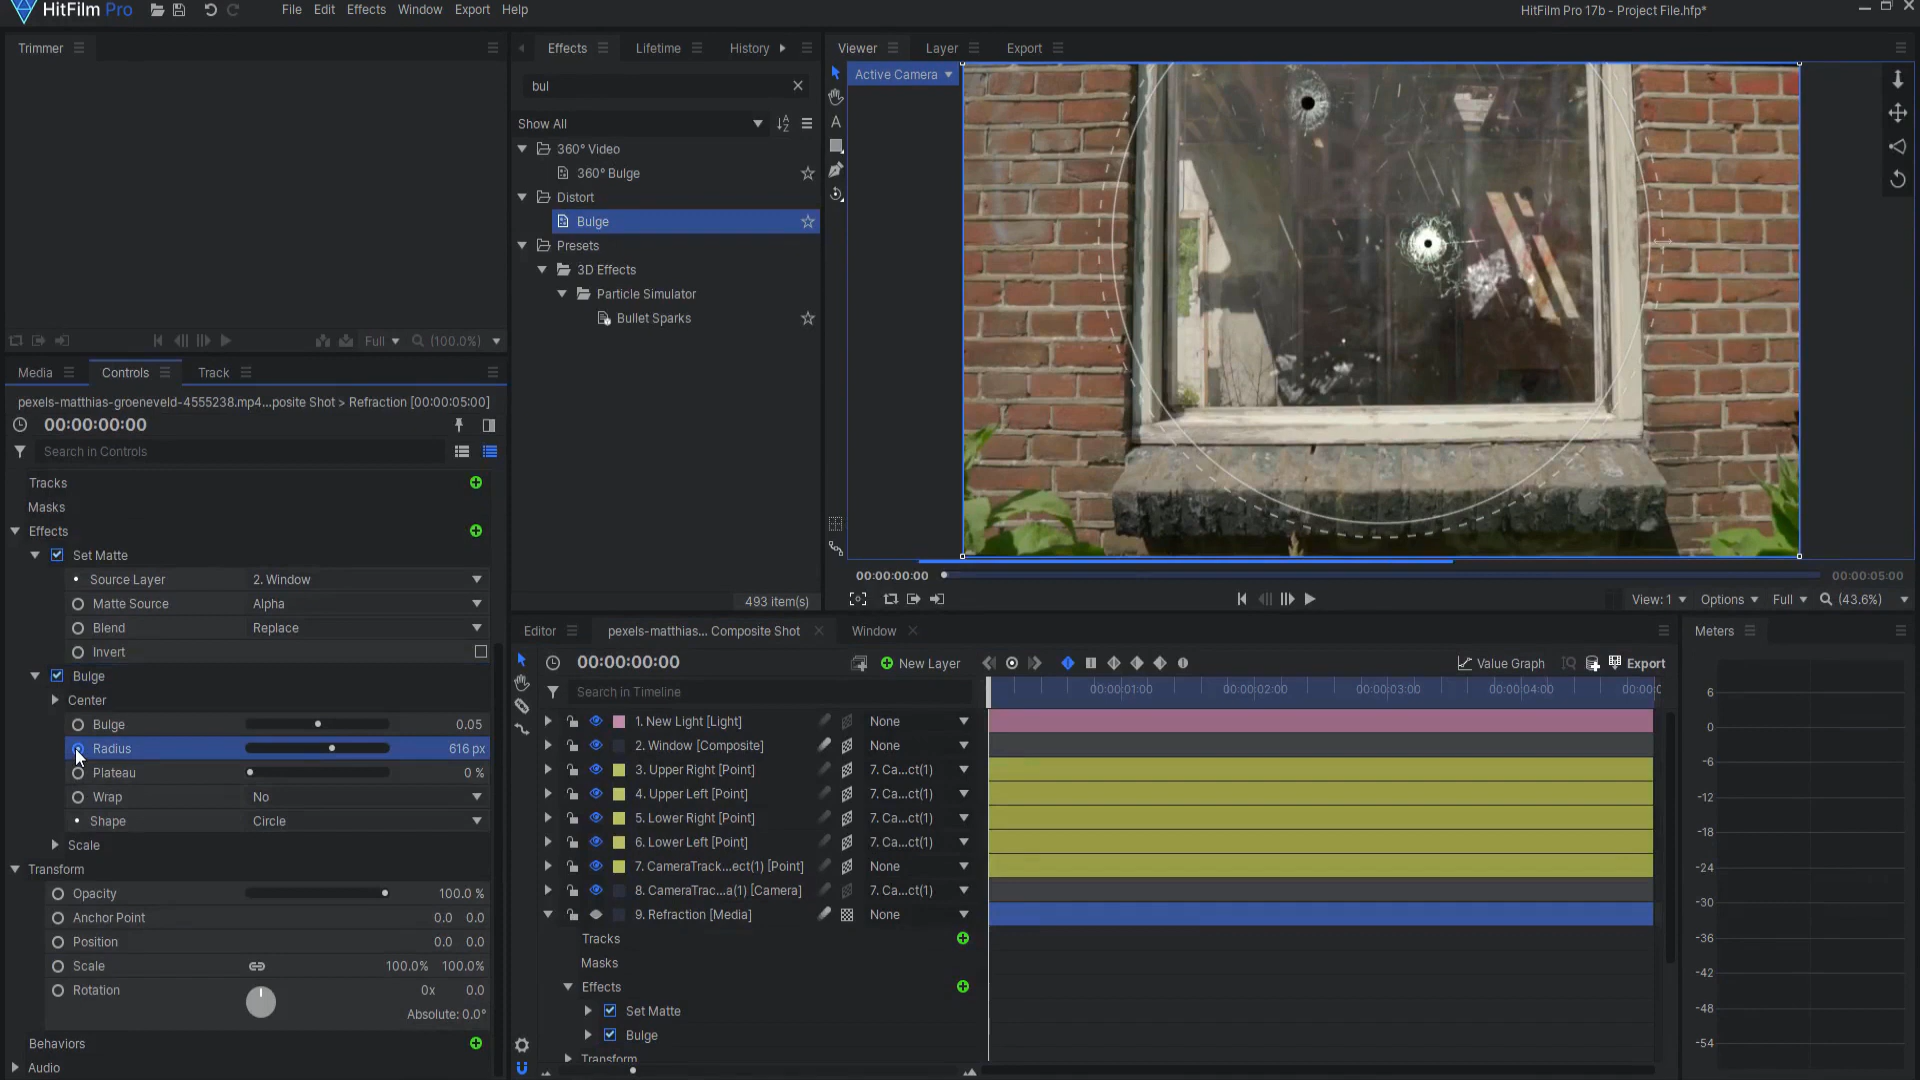 HitFilm Pro
File Edit Effects Window Export Help
HitFilm Pro 17b - Project File.hfp*
Trimmer
Full (100.0%)
Effects Lifetime History
bul
Show All
360° Video
360° Bulge
Distort
Bulge
Presets
3D Effects
Particle Simulator
Bullet Sparks
493 item(s)
Viewer Layer Export
Active Camera
A
00:00:00:00
00:00:05:00
View: 1 Options Full (43.6%)
Media Controls Track
pexels-matthias-groeneveld-4555238.mp4...posite Shot > Refraction [00:00:05:00]
00:00:00:00
Search in Controls
Tracks
Masks
Effects
Set Matte
Source Layer 2. Window
Matte Source Alpha
Blend Replace
Invert
Bulge
Center
Bulge 0.05
Radius 616 px
Plateau 0 %
Wrap No
Shape Circle
Scale
Transform
Opacity 100.0 %
Anchor Point 0.0 0.0
Position 0.0 0.0
Scale 100.0% 100.0%
Rotation 0x 0.0
Absolute: 0.0°
Behaviors
Audio
Editor pexels-matthias... Composite Shot Window
00:00:00:00
New Layer
Value Graph
Export
Search in Timeline
00:00:01:00 00:00:02:00 00:00:03:00 00:00:04:00 00:00:0
1. New Light [Light] None
2. Window [Composite] None
3. Upper Right [Point] 7. Ca...ct(1)
4. Upper Left [Point] 7. Ca...ct(1)
5. Lower Right [Point] 7. Ca...ct(1)
6. Lower Left [Point] 7. Ca...ct(1)
7. CameraTrack...ect(1) [Point] None
8. CameraTrac...a(1) [Camera] 7. Ca...ct(1)
9. Refraction [Media] None
Tracks
Masks
Effects
Set Matte
Bulge
Transform
Meters
6
0
-6
-12
-18
-24
-30
-36
-42
-48
-54